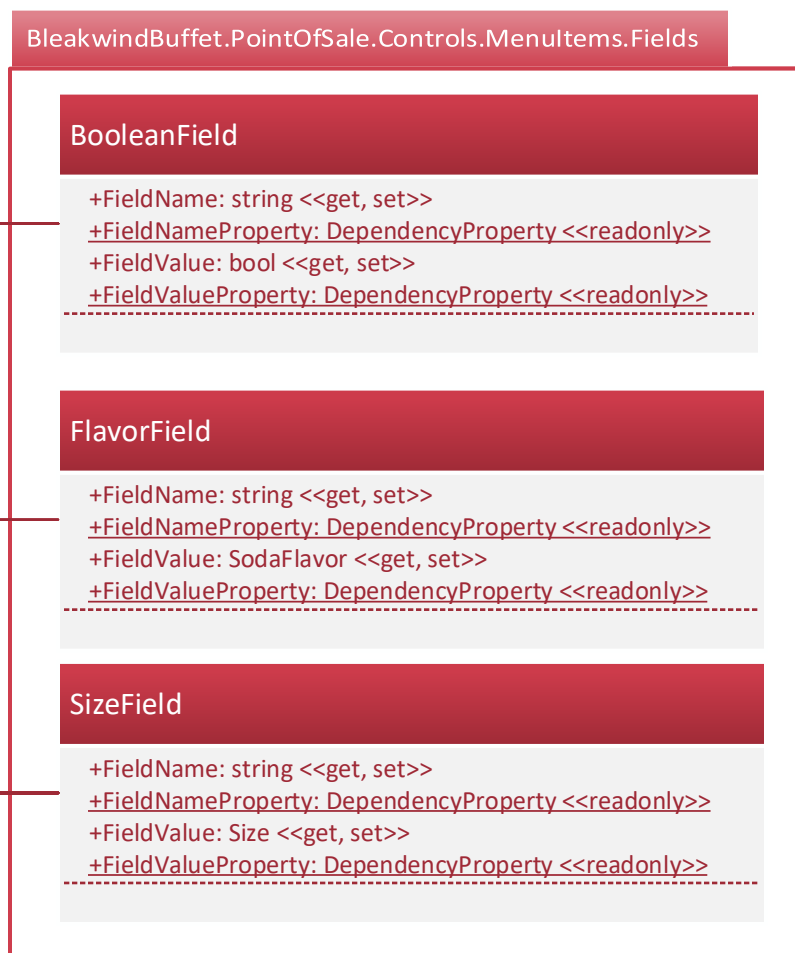 BleakwindBuffet.PointOfSale.Controls.MenuItems.Fields
BooleanField
+FieldName: string <<get, set>>
+FieldNameProperty: DependencyProperty <<readonly>>
+FieldValue: bool <<get, set>>
+FieldValueProperty: DependencyProperty <<readonly>>
FlavorField
+FieldName: string <<get, set>>
+FieldNameProperty: DependencyProperty <<readonly>>
+FieldValue: SodaFlavor <<get, set>>
+FieldValueProperty: DependencyProperty <<readonly>>
SizeField
+FieldName: string <<get, set>>
+FieldNameProperty: DependencyProperty <<readonly>>
+FieldValue: Size <<get, set>>
+FieldValueProperty: DependencyProperty <<readonly>>